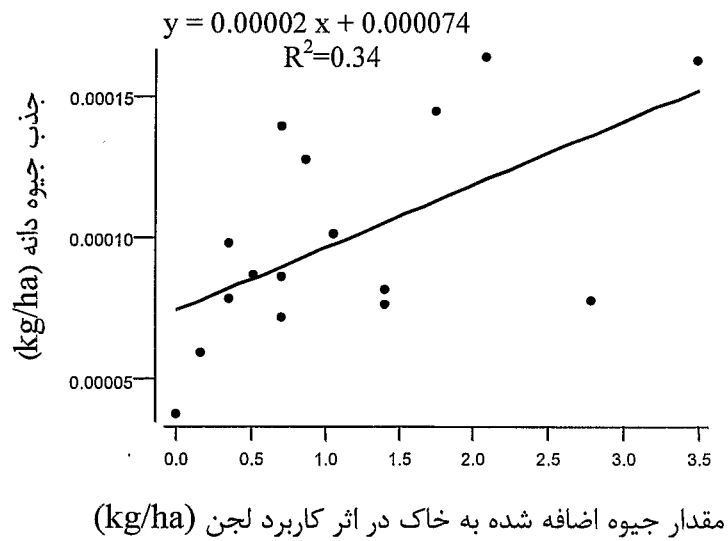 y = 0.00002 x + 0.000074
R²=0.34
جذب جیوه دانه (kg/ha)
0.00015
0.00010
0.00005
0.0 0.5 1.0 1.5 2.0 2.5 3.0 3.5
مقدار جیوه اضافه شده به خاک در اثر کاربرد لجن (kg/ha)